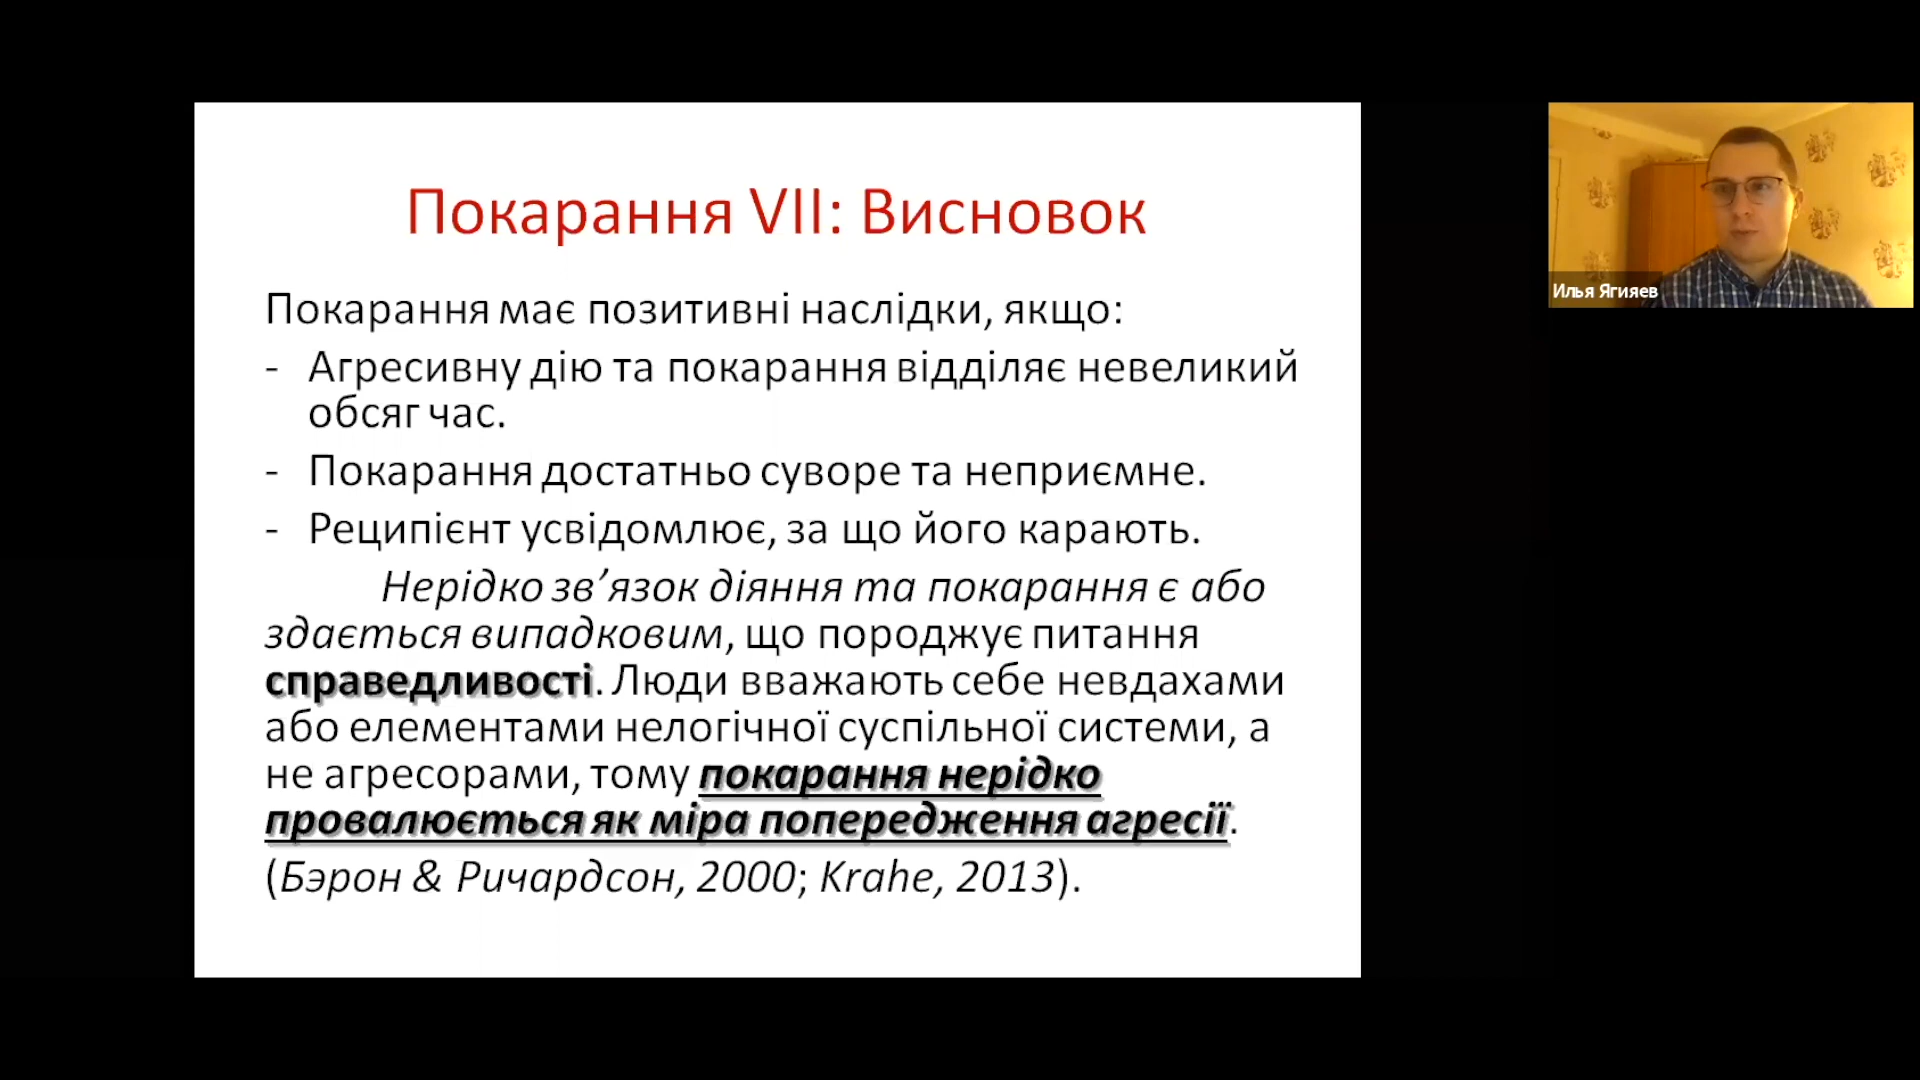 Покарання VII: Висновок
Покарання має позитивні наслідки, якщо:
- Агресивну дію та покарання відділяє невеликий
обсяг час.
- Покарання достатньо суворе та неприємне.
- Реципієнт усвідомлює, за що його карають.
Нерідко зв’язок діяння та покарання є або
здається випадковим, що породжує питання
справедливості. Люди вважають себе невдахами
або елементами нелогічної суспільної системи, а
не агресорами, тому покарання нерідко
провалюється як міра попередження агресії.
(Бэрон & Ричардсон, 2000; Krahe, 2013).
Илья Ягияев